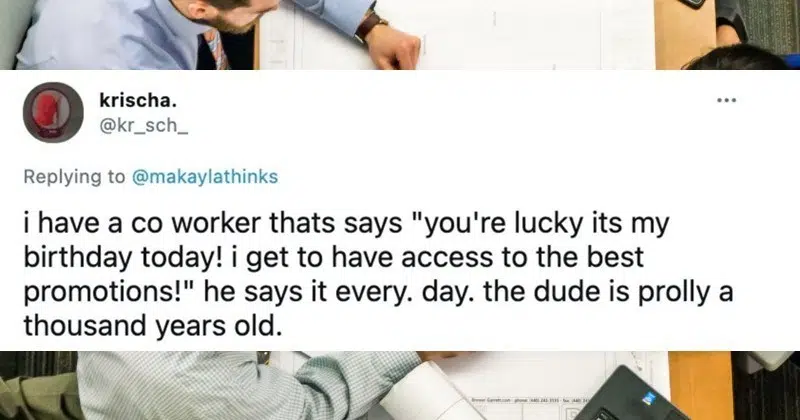 krischa.
@kr_sch_
Replying to @makaylathinks
i have a co worker thats says "you're lucky its my
birthday today! i get to have access to the best
promotions!" he says it every. day. the dude is prolly a
thousand years old.